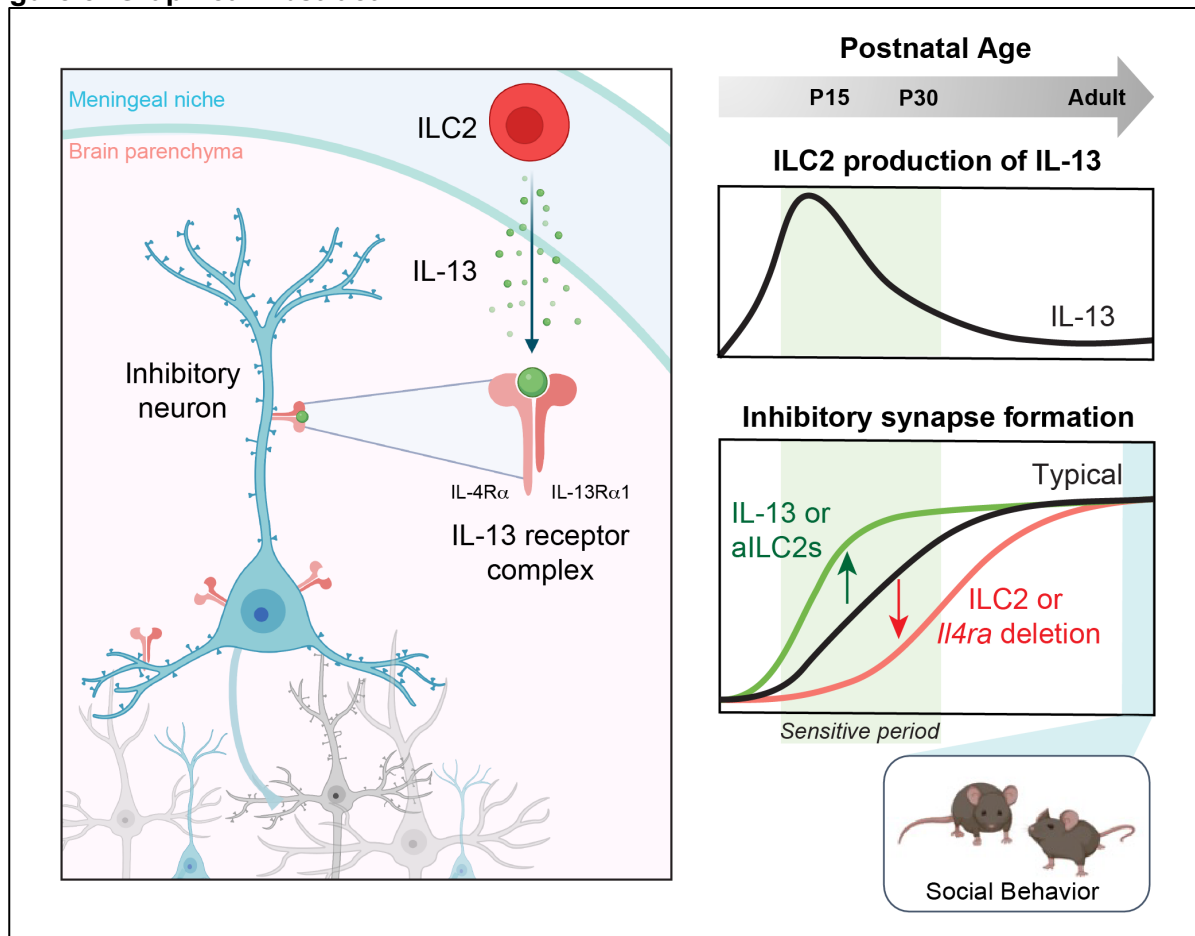 Meningeal niche
Brain parenchyma
ILC2
IL-13
Inhibitory
neuron
IL-4Rα
IL-13Rα1
IL-13 receptor
complex
Postnatal Age
P15
P30
Adult
ILC2 production of IL-13
IL-13
Inhibitory synapse formation
Typical
IL-13 or
aILC2s
ILC2 or
Il4ra deletion
Sensitive period
Social Behavior